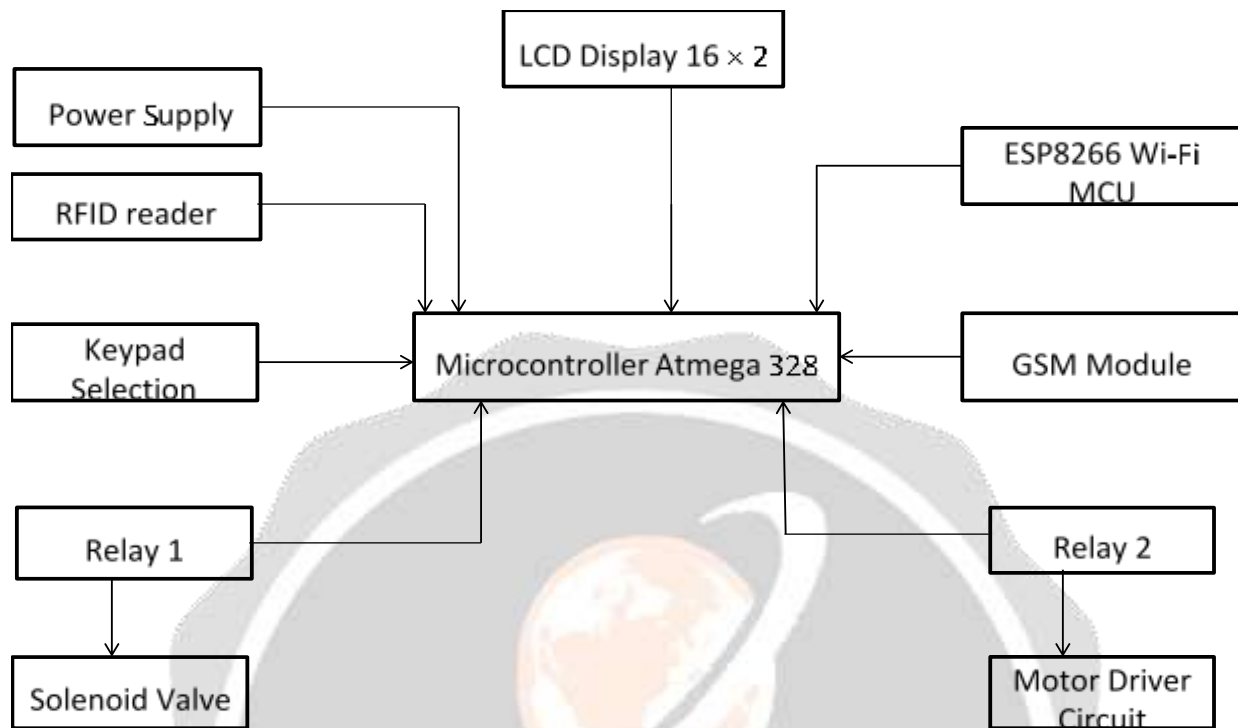 LCD Display 16 × 2
Power Supply
ESP8266 Wi-Fi
MCU
RFID reader
Keypad
Selection
Microcontroller Atmega 328
GSM Module
Relay 1
Relay 2
Solenoid Valve
Motor Driver
Circuit